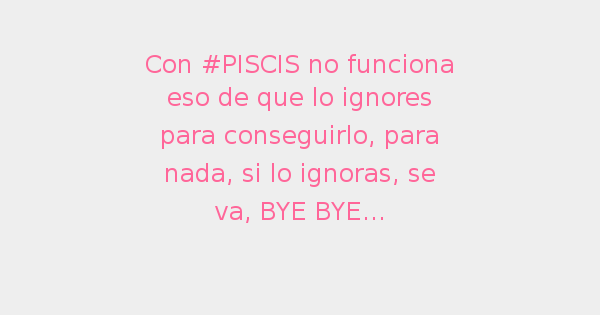 Con #PISCIS no funciona
eso de que lo ignores
para conseguirlo, para
nada, si lo ignoras, se
va, BYE BYE...